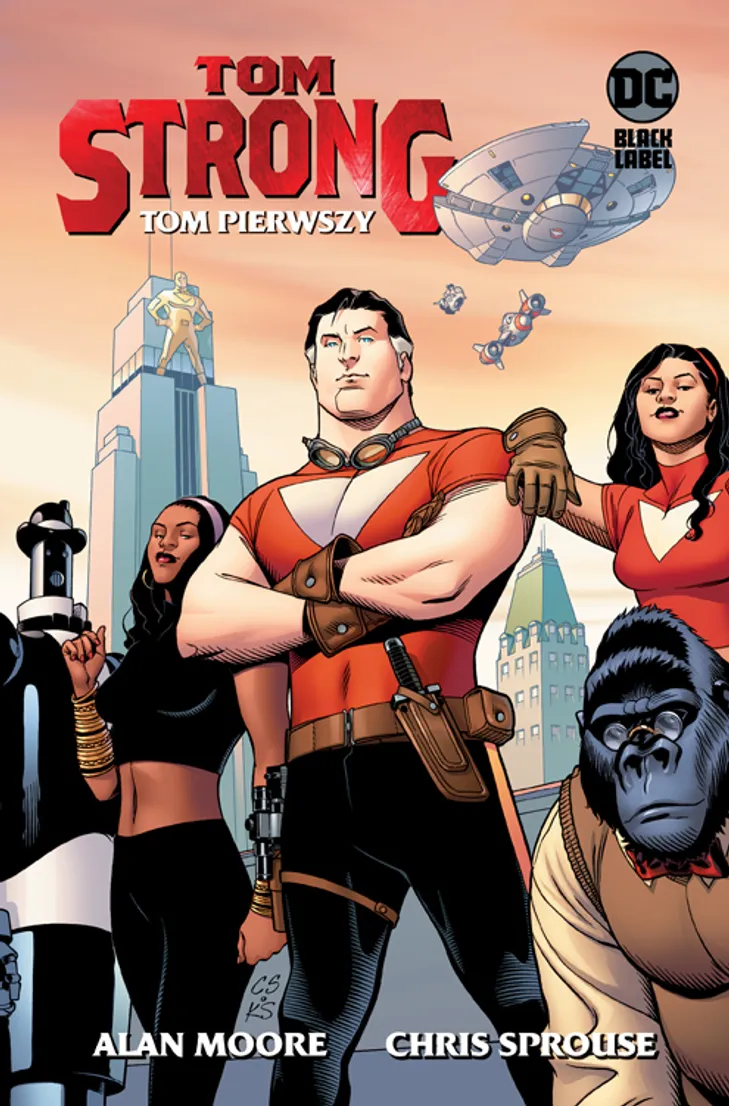 TOM
STRONG
TOM PIERWSZY
DC
BLACK
LABEL
CS
KS
ALAN MOORE
CHRIS SPROUSE